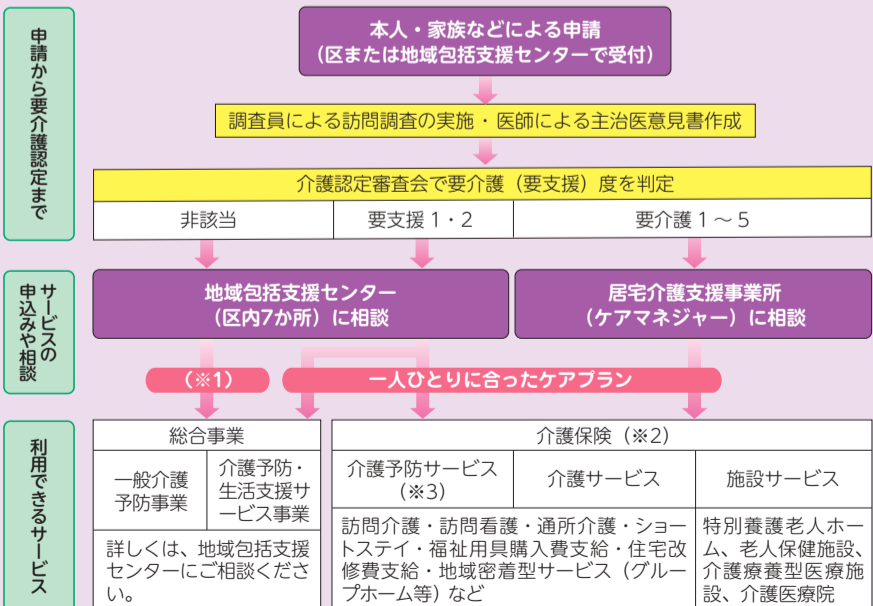 申請から要介護認定まで
本人・家族などによる申請
（区または地域包括支援センターで受付）
調査員による訪問調査の実施・医師による主治医意見書作成
介護認定審査会で要介護（要支援）度を判定
非該当
要支援1・2
要介護1～5
サービスの
申込みや相談
地域包括支援センター
（区内7か所）に相談
居宅介護支援事業所
（ケアマネジャー）に相談
（※1）
一人ひとりに合ったケアプラン
利用できるサービス
総合事業
一般介護
予防事業
介護予防・
生活支援サ
ービス事業
詳しくは、地域包括支援
センターにご相談くださ
い。
介護保険（※2）
介護予防サービス
（※3）
介護サービス
施設サービス
訪問介護・訪問看護・通所介護・ショー
トステイ・福祉用具購入費支給・住宅改
修費支給・地域密着型サービス（グルー
プホーム等）など
特別養護老人ホー
ム、老人保健施設、
介護療養型医療施
設、介護医療院